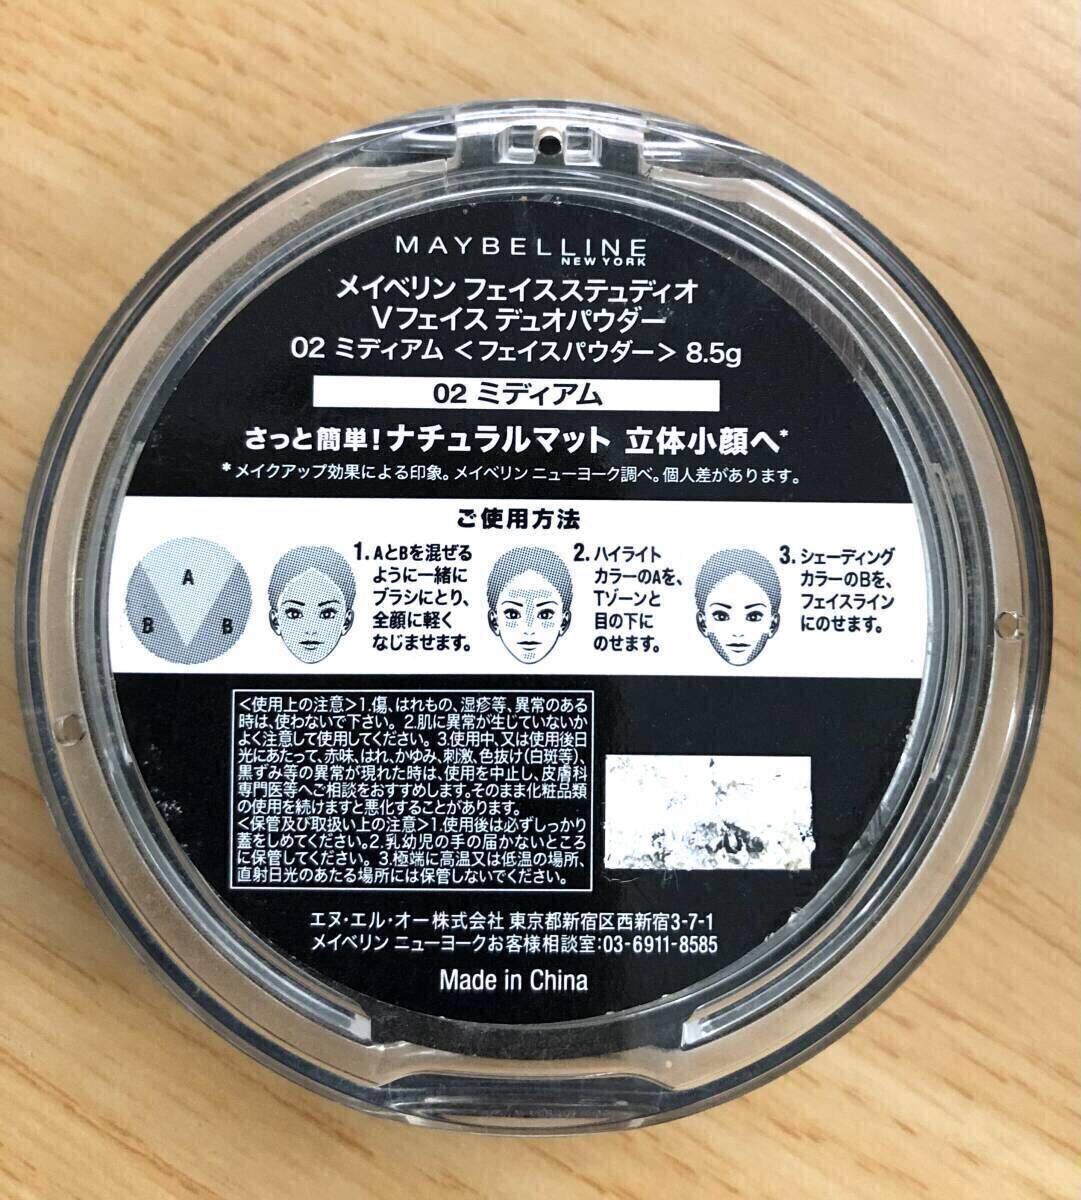 MAYBELLINE
NEW YORK
メイベリン フェイスステュディオ
Vフェイス デュオパウダー
02 ミディアム <フェイスパウダー> 8.5g
02 ミディアム
さっと簡単!ナチュラルマット 立体小顔へ*
*メイクアップ効果による印象。メイベリン ニューヨーク調べ。個人差があります。
ご使用方法
A
B
B
1. AとBを混ぜる
ように一緒に
ブラシにとり、
全顔に軽く
なじませます。
2. ハイライト
カラーのAを、
Tゾーンと
目の下に
のせます。
3. シェーディング
カラーのBを、
フェイスライン
にのせます。
<使用上の注意>1.傷、はれもの、湿疹等、異常のある
時は、使わないで下さい。2.肌に異常が生じていないか
よく注意して使用してください。3.使用中、又は使用後日
光にあたって、赤味、はれ、かゆみ、刺激、色抜け(白斑等)、
黒ずみ等の異常が現れた時は、使用を中止し、皮膚科
専門医等へご相談をおすすめします。そのまま化粧品類
の使用を続けますと悪化することがあります。
<保管及び取扱い上の注意>1.使用後は必ずしっかり
蓋をしめてください。2.乳幼児の手の届かないところ
に保管してください。3.極端に高温又は低温の場所、
直射日光のあたる場所には保管しないでください。
エヌ・エル・オー株式会社 東京都新宿区西新宿3-7-1
メイベリン ニューヨークお客様相談室:03-6911-8585
Made in China